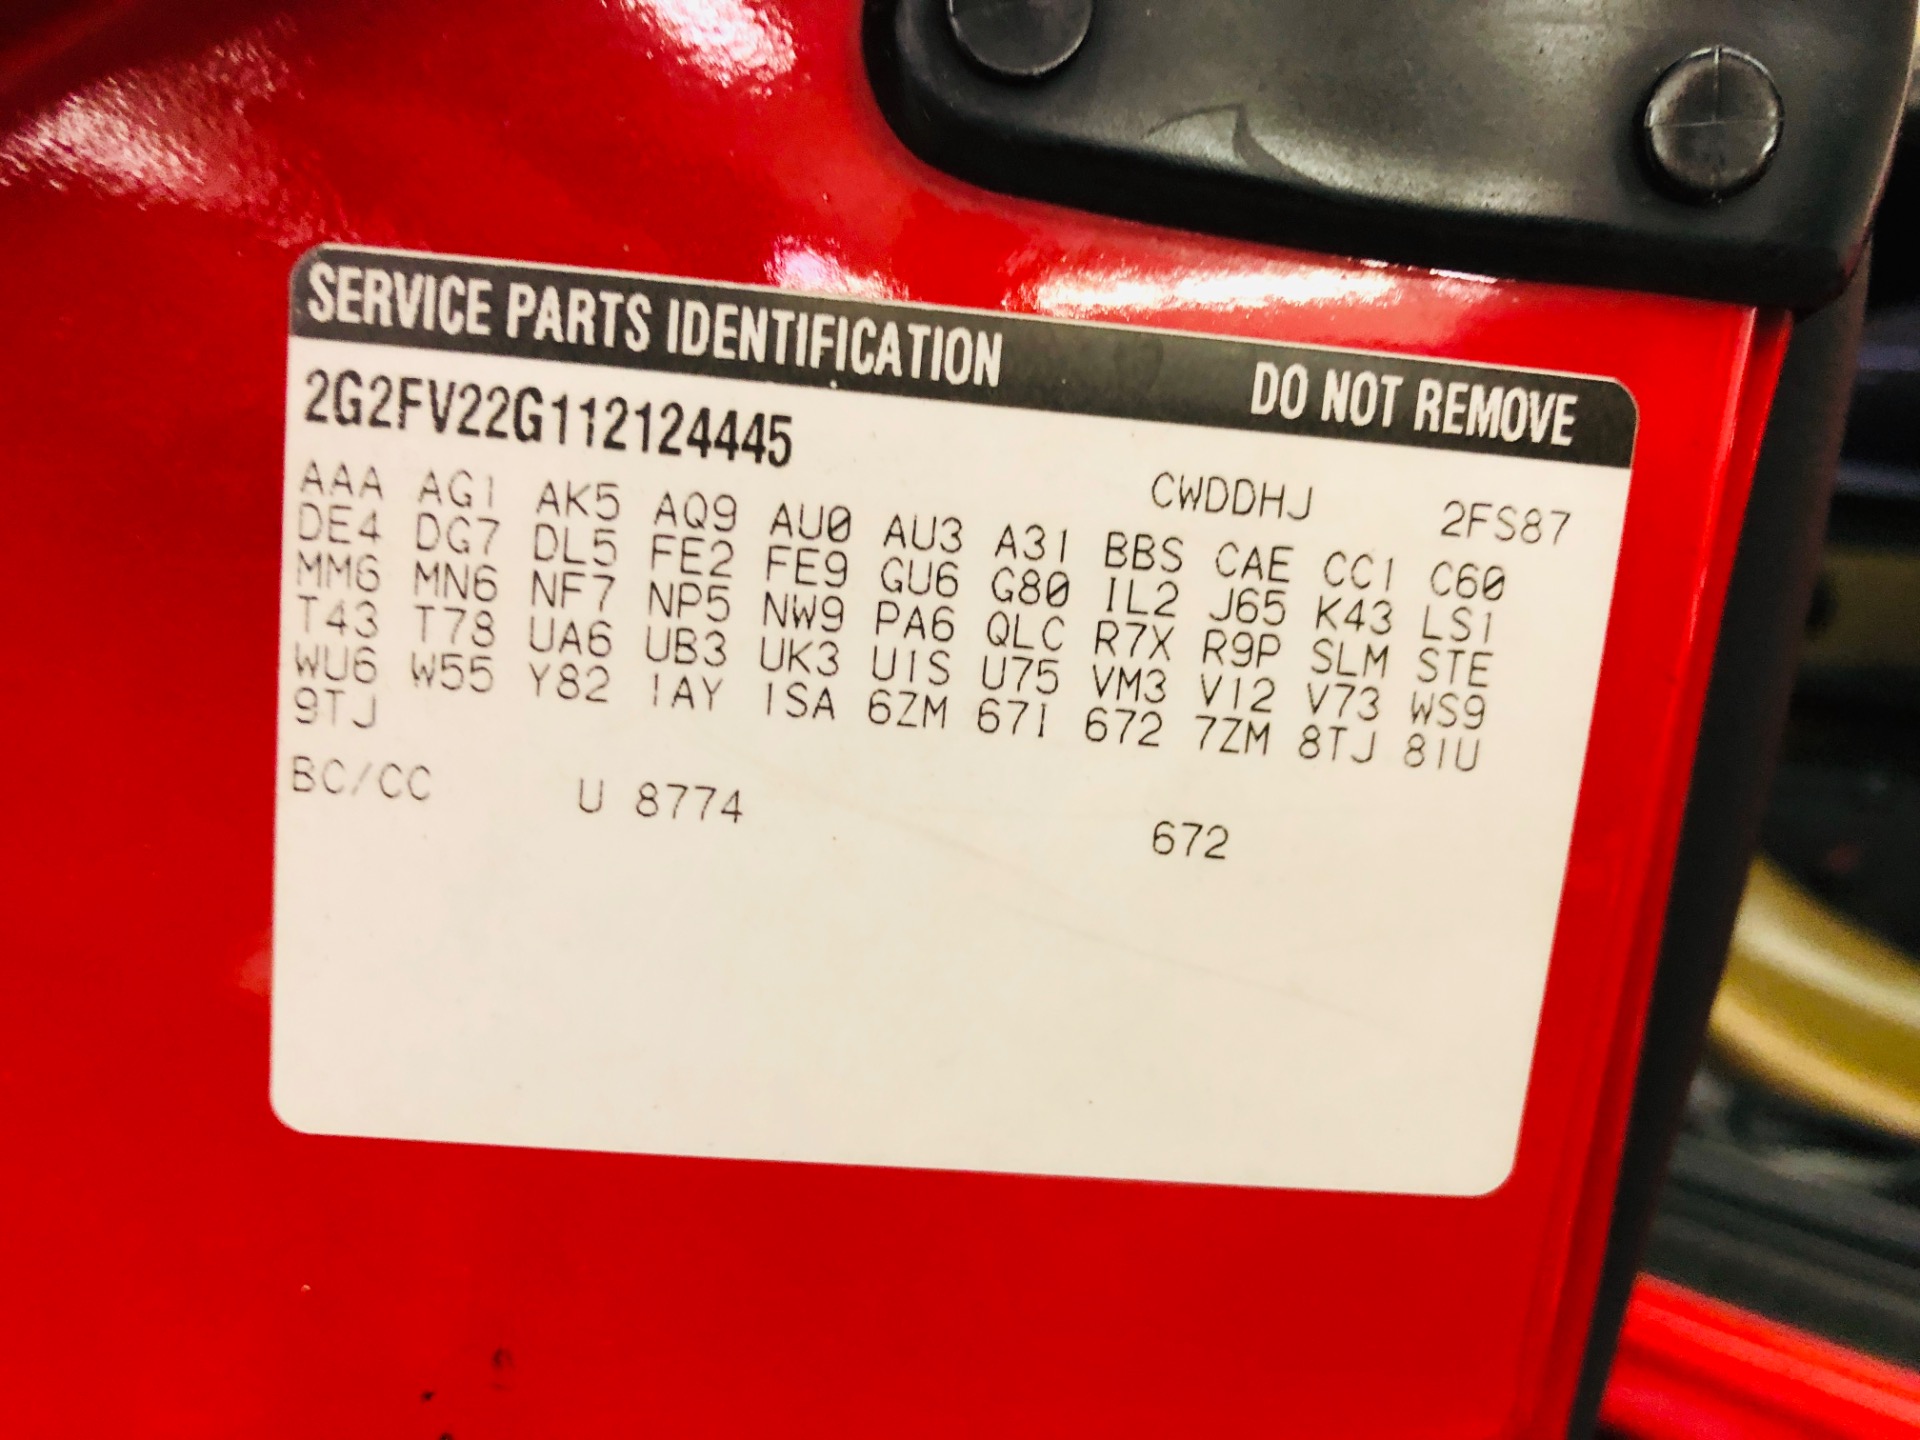 SERVICE PARTS IDENTIFICATION DO NOT REMOVE
2G2FV22G112124445 CWDDHJ 2FS87
AAA AG1 AK5 AQ9 AU0 AU3 A31 BBS CAE CC1 C60
DE4 DG7 DL5 FE2 FE9 GU6 G80 IL2 J65 K43 LS1
MM6 MN6 NF7 NP5 NW9 PA6 QLC R7X R9P SLM STE
T43 T78 UA6 UB3 UK3 U1S U75 VM3 V12 V73 WS9
WU6 W55 Y82 1AY 1SA 6ZM 67I 672 7ZM 8TJ 81U
9TJ
BC/CC U 8774 672